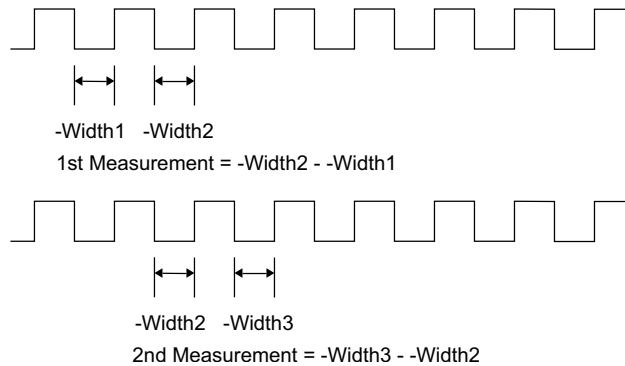 -Width1 -Width2
1st Measurement = -Width2 - -Width1
-Width2 -Width3
2nd Measurement = -Width3 - -Width2